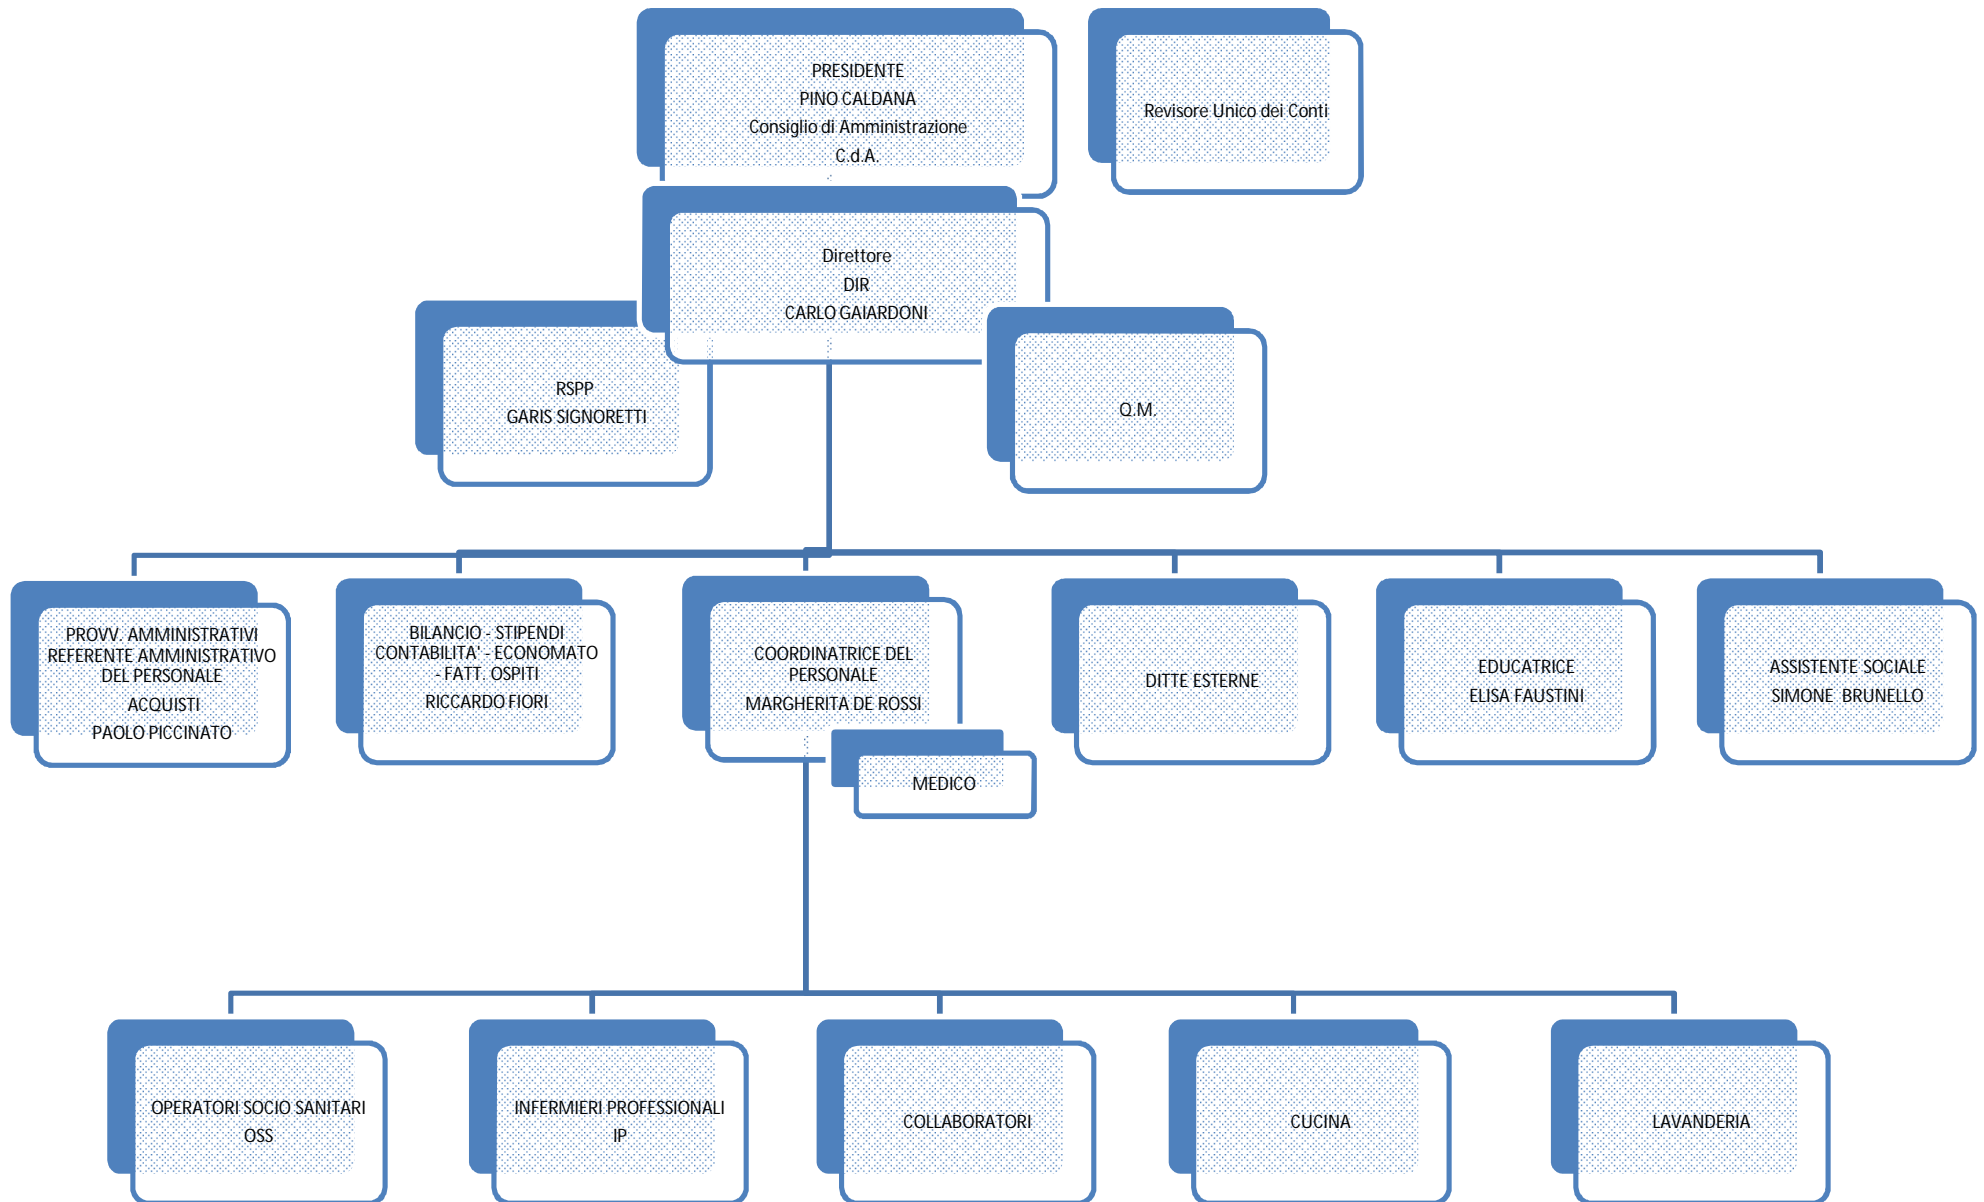 PRESIDENTE
PINO CALDANA
Consiglio di Amministrazione
C.d.A.
Revisore Unico dei Conti
Direttore
DIR
CARLO GAIARDONI
RSPP
GARIS SIGNORETTI
Q.M.
PROVV. AMMINISTRATIVI
REFERENTE AMMINISTRATIVO
DEL PERSONALE
ACQUISTI
PAOLO PICCINATO
BILANCIO - STIPENDI
CONTABILITA' - ECONOMATO
- FATT. OSPITI
RICCARDO FIORI
COORDINATRICE DEL
PERSONALE
MARGHERITA DE ROSSI
MEDICO
DITTE ESTERNE
EDUCATRICE
ELISA FAUSTINI
ASSISTENTE SOCIALE
SIMONE BRUNELLO
OPERATORI SOCIO SANITARI
OSS
INFERMIERI PROFESSIONALI
IP
COLLABORATORI
CUCINA
LAVANDERIA